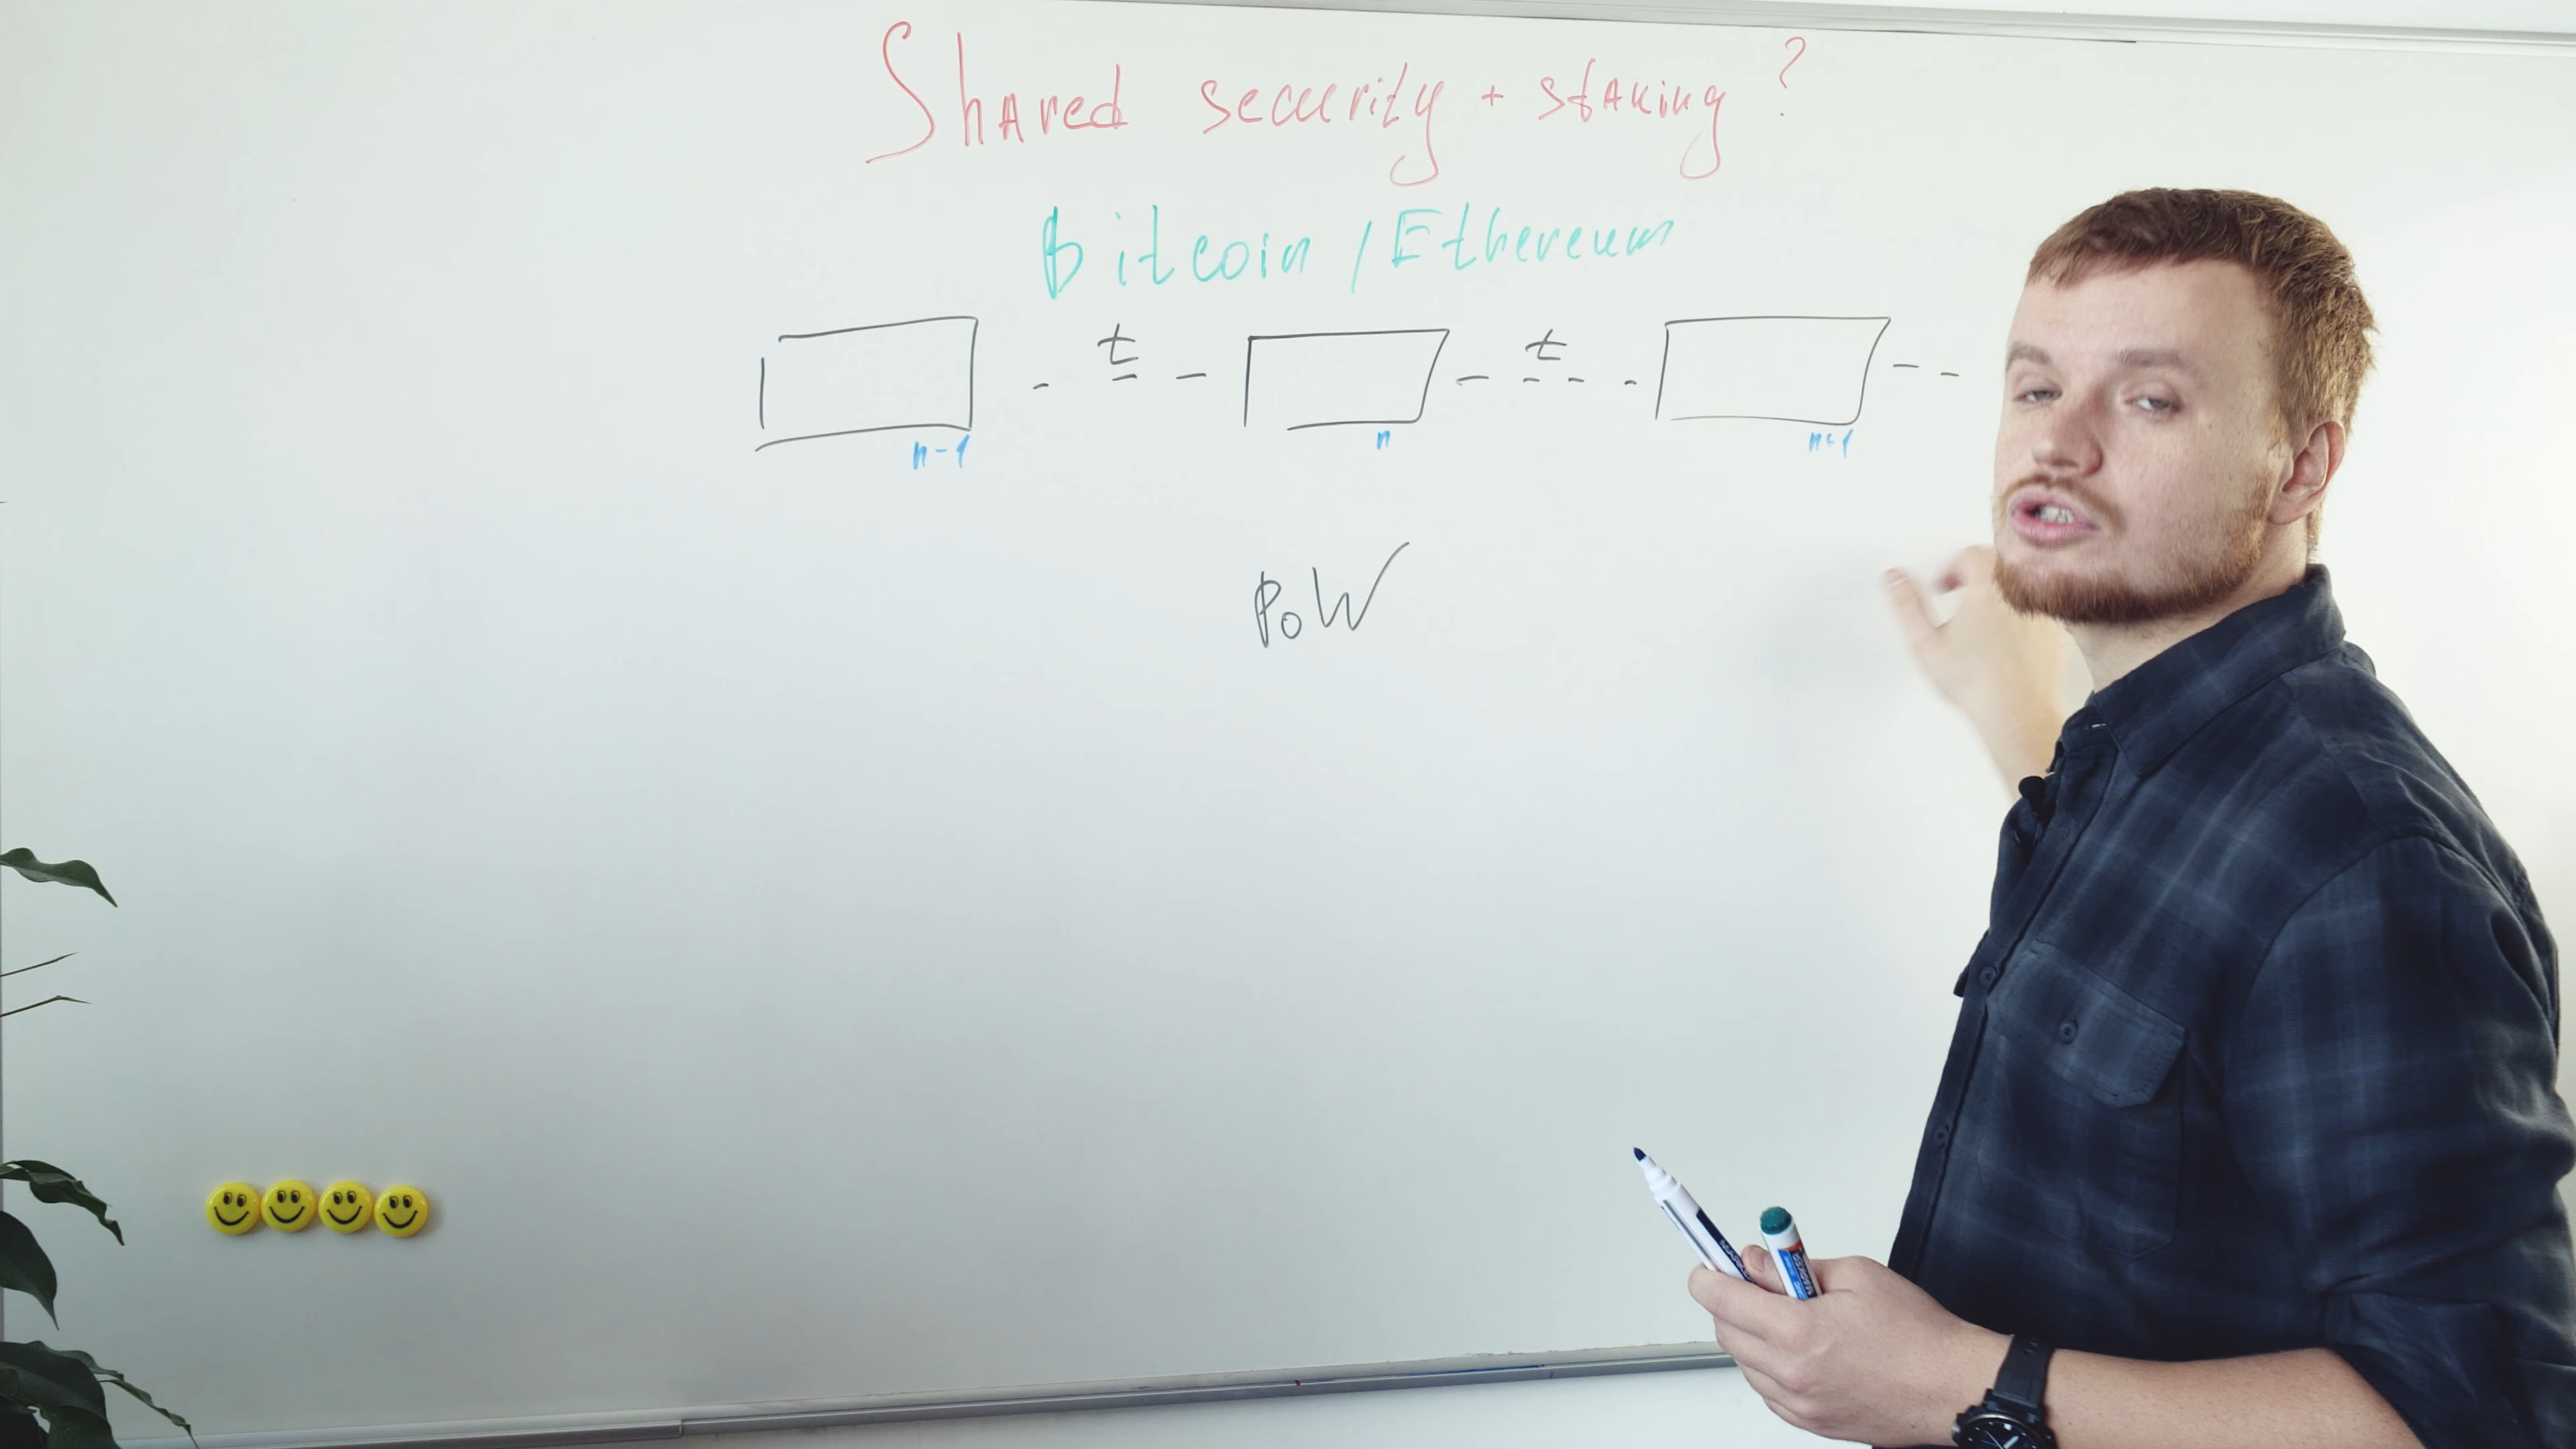 Shared security + staking ?
Bitcoin / Ethereum
t t
n-1 n n+1
PoW